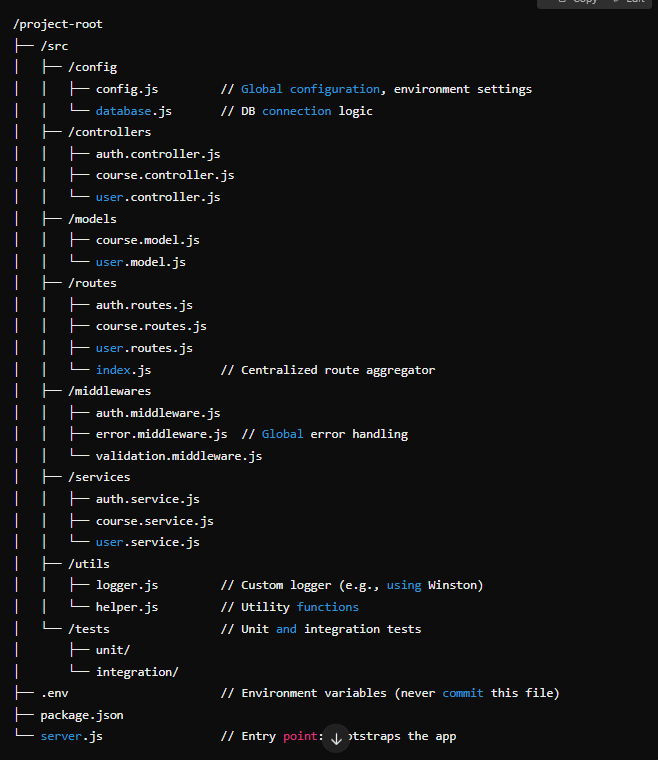 Copy Edit
/project-root
├── /src
│   ├── /config
│   │   ├── config.js         // Global configuration, environment settings
│   │   └── database.js       // DB connection logic
│   ├── /controllers
│   │   ├── auth.controller.js
│   │   ├── course.controller.js
│   │   └── user.controller.js
│   ├── /models
│   │   ├── course.model.js
│   │   └── user.model.js
│   ├── /routes
│   │   ├── auth.routes.js
│   │   ├── course.routes.js
│   │   ├── user.routes.js
│   │   └── index.js          // Centralized route aggregator
│   ├── /middlewares
│   │   ├── auth.middleware.js
│   │   ├── error.middleware.js  // Global error handling
│   │   └── validation.middleware.js
│   ├── /services
│   │   ├── auth.service.js
│   │   ├── course.service.js
│   │   └── user.service.js
│   ├── /utils
│   │   ├── logger.js         // Custom logger (e.g., using Winston)
│   │   └── helper.js         // Utility functions
│   └── /tests                // Unit and integration tests
│       ├── unit/
│       └── integration/
├── .env                      // Environment variables (never commit this file)
├── package.json
└── server.js                 // Entry point: otstraps the app